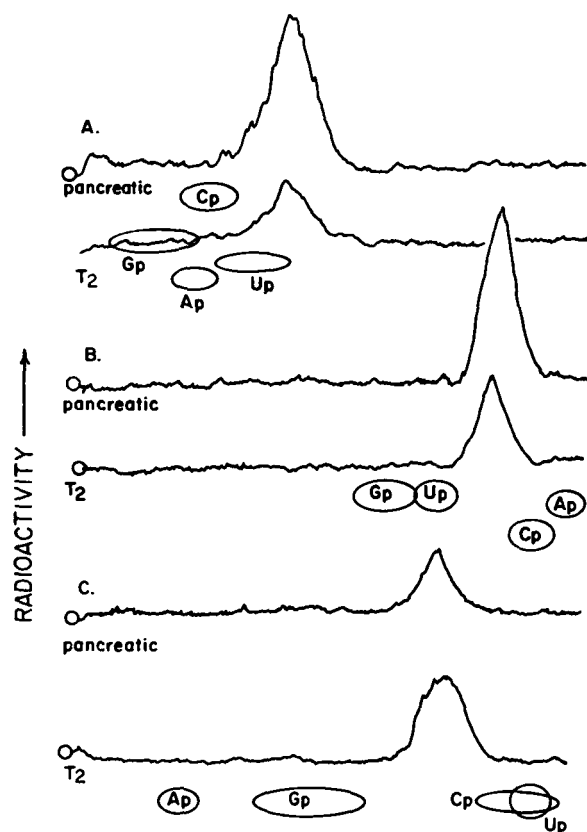 A.
pancreatic
Cp
Gp
T2
Ap
Up
B.
pancreatic
T2
Gp
Up
Cp
Ap
C.
pancreatic
T2
Ap
Gp
Cp
Up
RADIOACTIVITY